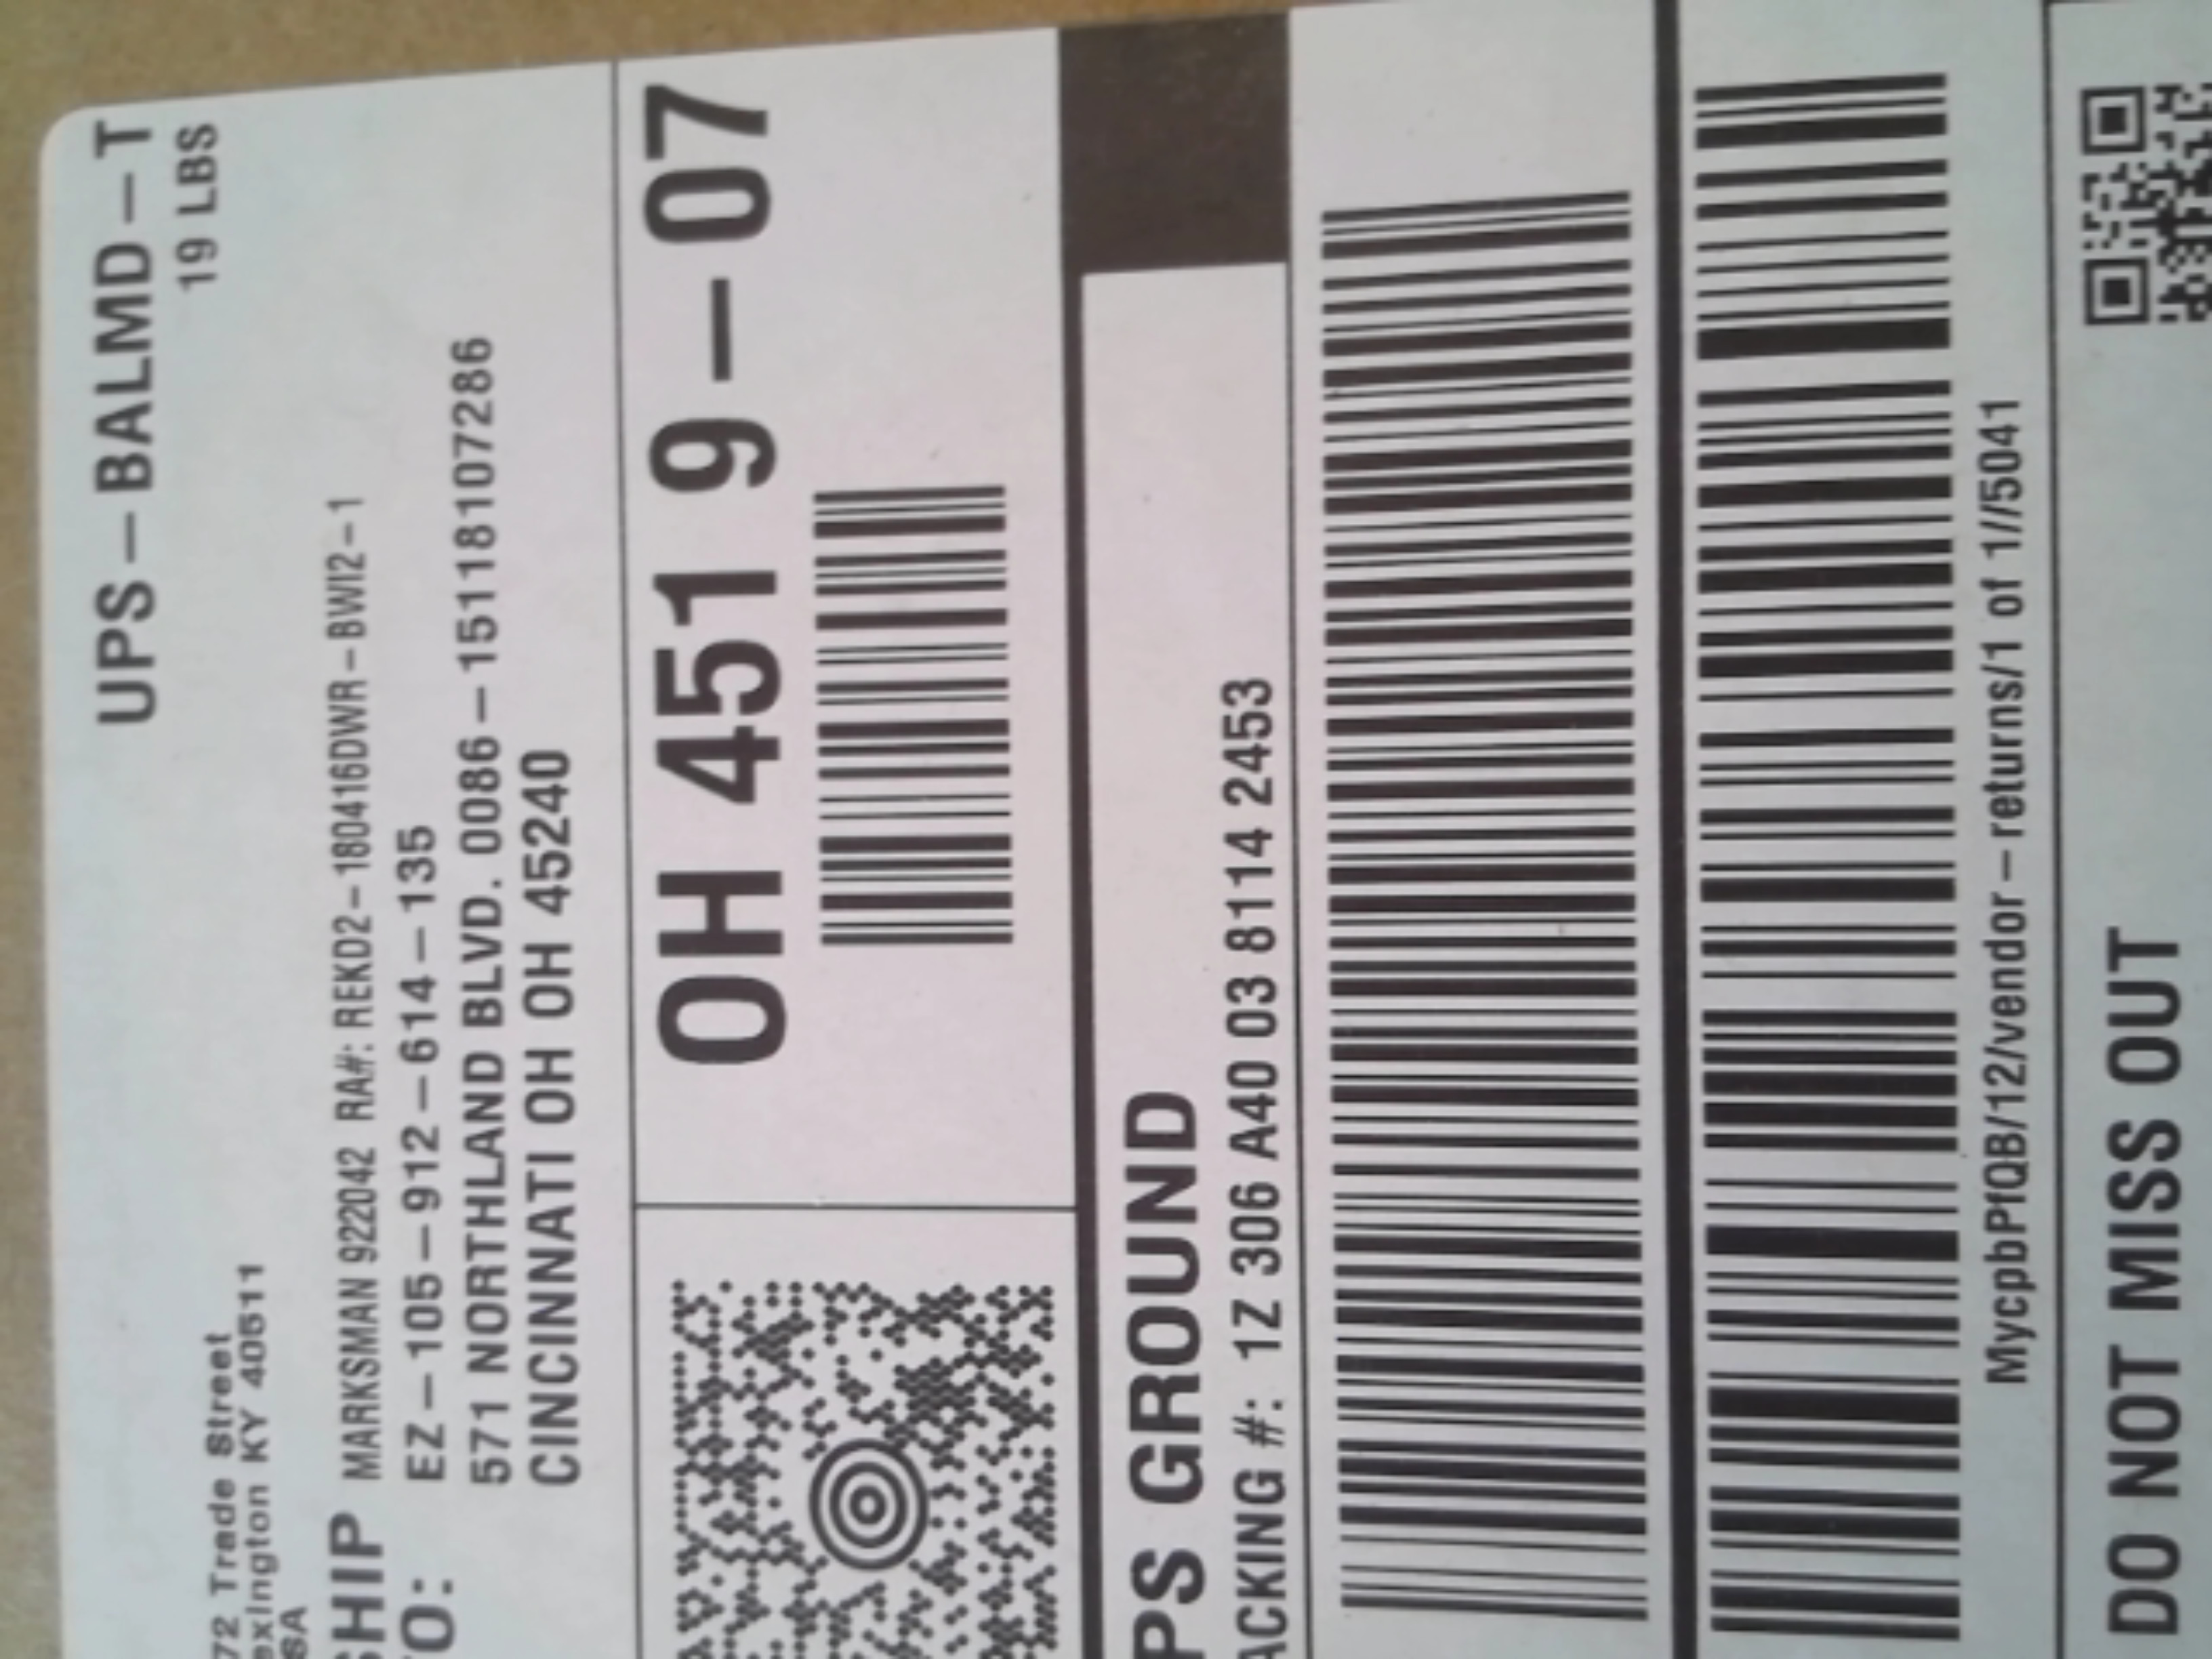 UPS-BALMD-T
19 LBS
72 Trade Street
exington KY 40511
SA
SHIP
TO:
MARKSMAN 922042 RA#: REKD2-180416DWR-BWI2-1
EZ-105-912-614-135
571 NORTHLAND BLVD. 0086-15118107286
CINCINNATI OH OH 45240
OH 451 9-07
PS GROUND
ACKING #: 1Z 306 A40 03 8114 2453
MycpbPfQB/12/vendor-returns/1 of 1//5041
DO NOT MISS OUT